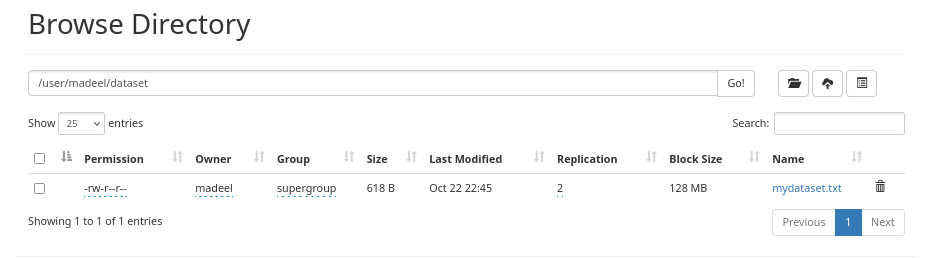 Browse Directory
/user/madeel/dataset Go!
Show 25 entries Search:
Permission Owner Group Size Last Modified Replication Block Size Name
-rw-r--r-- madeel supergroup 618 B Oct 22 22:45 2 128 MB mydataset.txt
Showing 1 to 1 of 1 entries Previous 1 Next